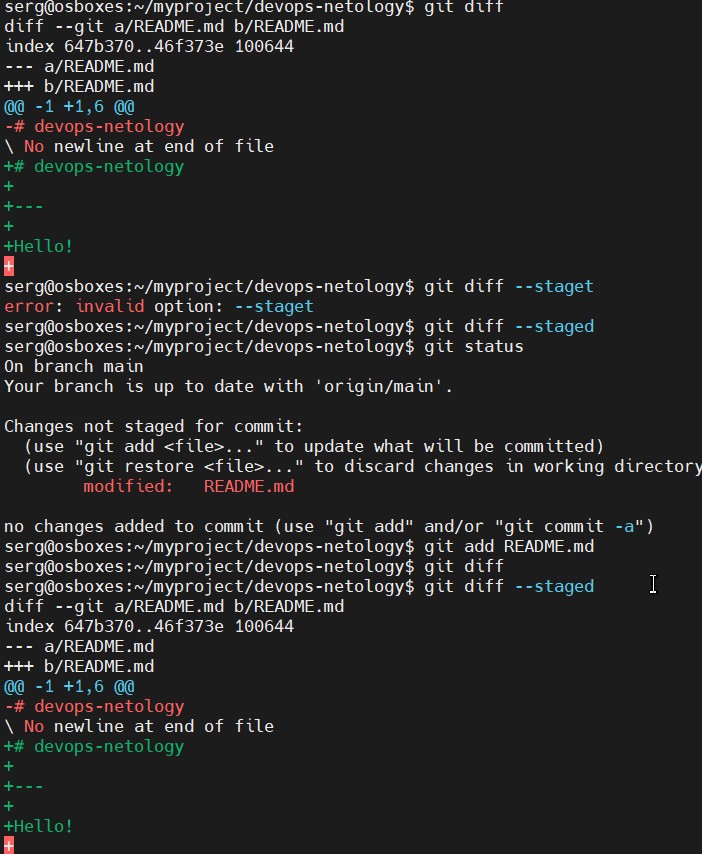 serg@osboxes:~/myproject/devops-netology$ git diff
diff --git a/README.md b/README.md
index 647b370..46f373e 100644
--- a/README.md
+++ b/README.md
@@ -1 +1,6 @@
-# devops-netology
\ No newline at end of file
+# devops-netology
+
+---
+
+Hello!
+
serg@osboxes:~/myproject/devops-netology$ git diff --staget
error: invalid option: --staget
serg@osboxes:~/myproject/devops-netology$ git diff --staged
serg@osboxes:~/myproject/devops-netology$ git status
On branch main
Your branch is up to date with 'origin/main'.

Changes not staged for commit:
  (use "git add <file>..." to update what will be committed)
  (use "git restore <file>..." to discard changes in working directory
        modified:   README.md

no changes added to commit (use "git add" and/or "git commit -a")
serg@osboxes:~/myproject/devops-netology$ git add README.md
serg@osboxes:~/myproject/devops-netology$ git diff
serg@osboxes:~/myproject/devops-netology$ git diff --staged
diff --git a/README.md b/README.md
index 647b370..46f373e 100644
--- a/README.md
+++ b/README.md
@@ -1 +1,6 @@
-# devops-netology
\ No newline at end of file
+# devops-netology
+
+---
+
+Hello!
+